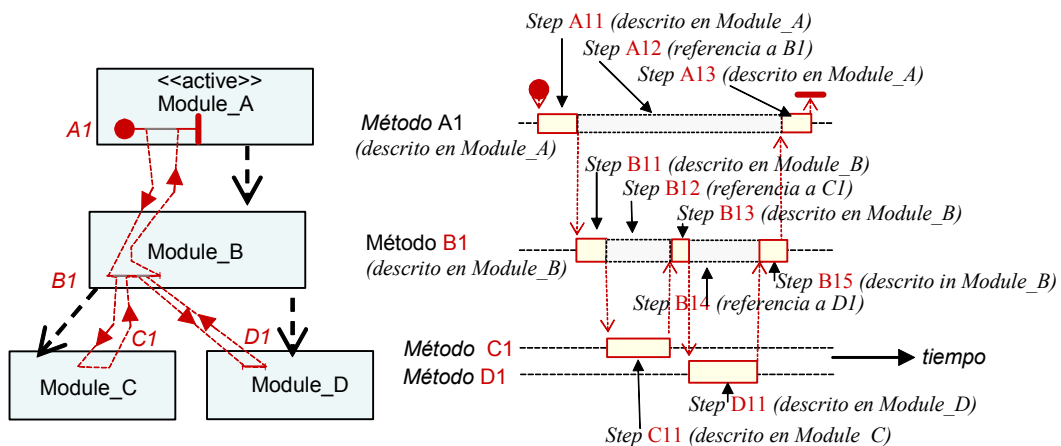 <<active>>
Module_A
A1
Module_B
B1
C1
D1
Module_C
Module_D
Step A11 (descrito en Module_A)
Step A12 (referencia a B1)
Step A13 (descrito en Module_A)
Método A1
(descrito en Module_A)
Step B11 (descrito en Module_B)
Step B12 (referencia a C1)
Step B13 (descrito en Module_B)
Método B1
(descrito en Module_B)
Step B15 (descrito in Module_B)
Step B14 (referencia a D1)
Método C1
Método D1
tiempo
Step D11 (descrito en Module_D)
Step C11 (descrito en Module_C)